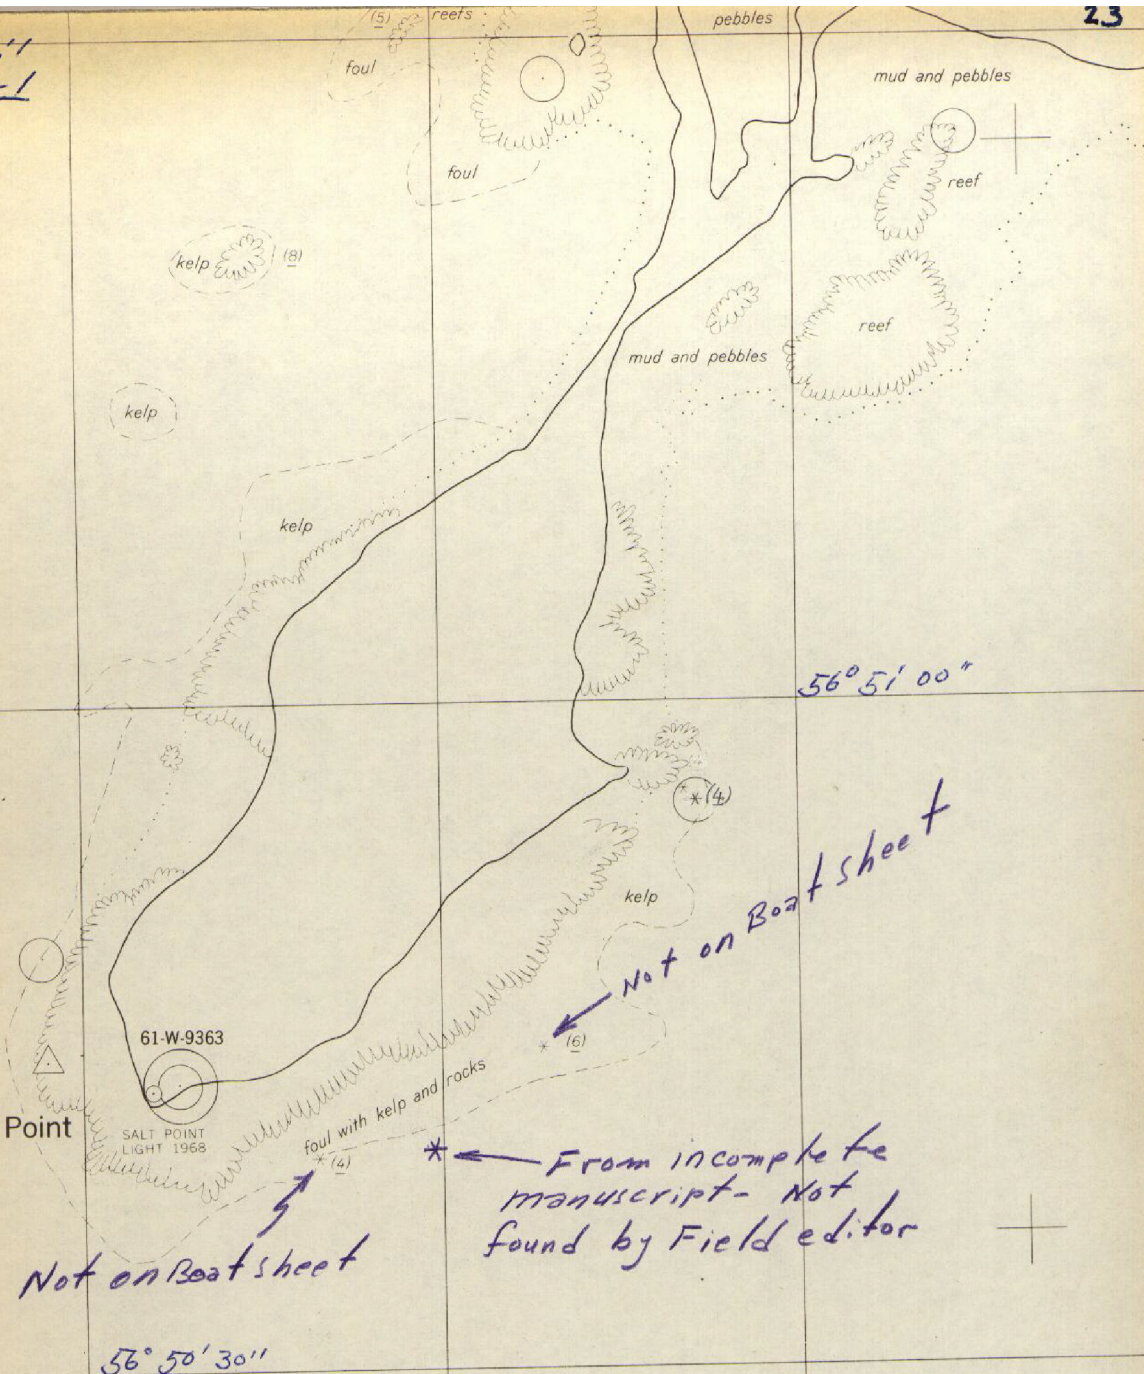 (5) reefs
pebbles
23
foul
mud and pebbles
foul
reef
kelp (8)
reef
mud and pebbles
kelp
kelp
56° 51' 00"
(4)
Not on Boat sheet
kelp
61-W-9363
(6)
foul with kelp and rocks
Point
SALT POINT
LIGHT 1968
(4)
From incomplete
manuscript - Not
found by Field editor
Not on Boat sheet
56° 50' 30"